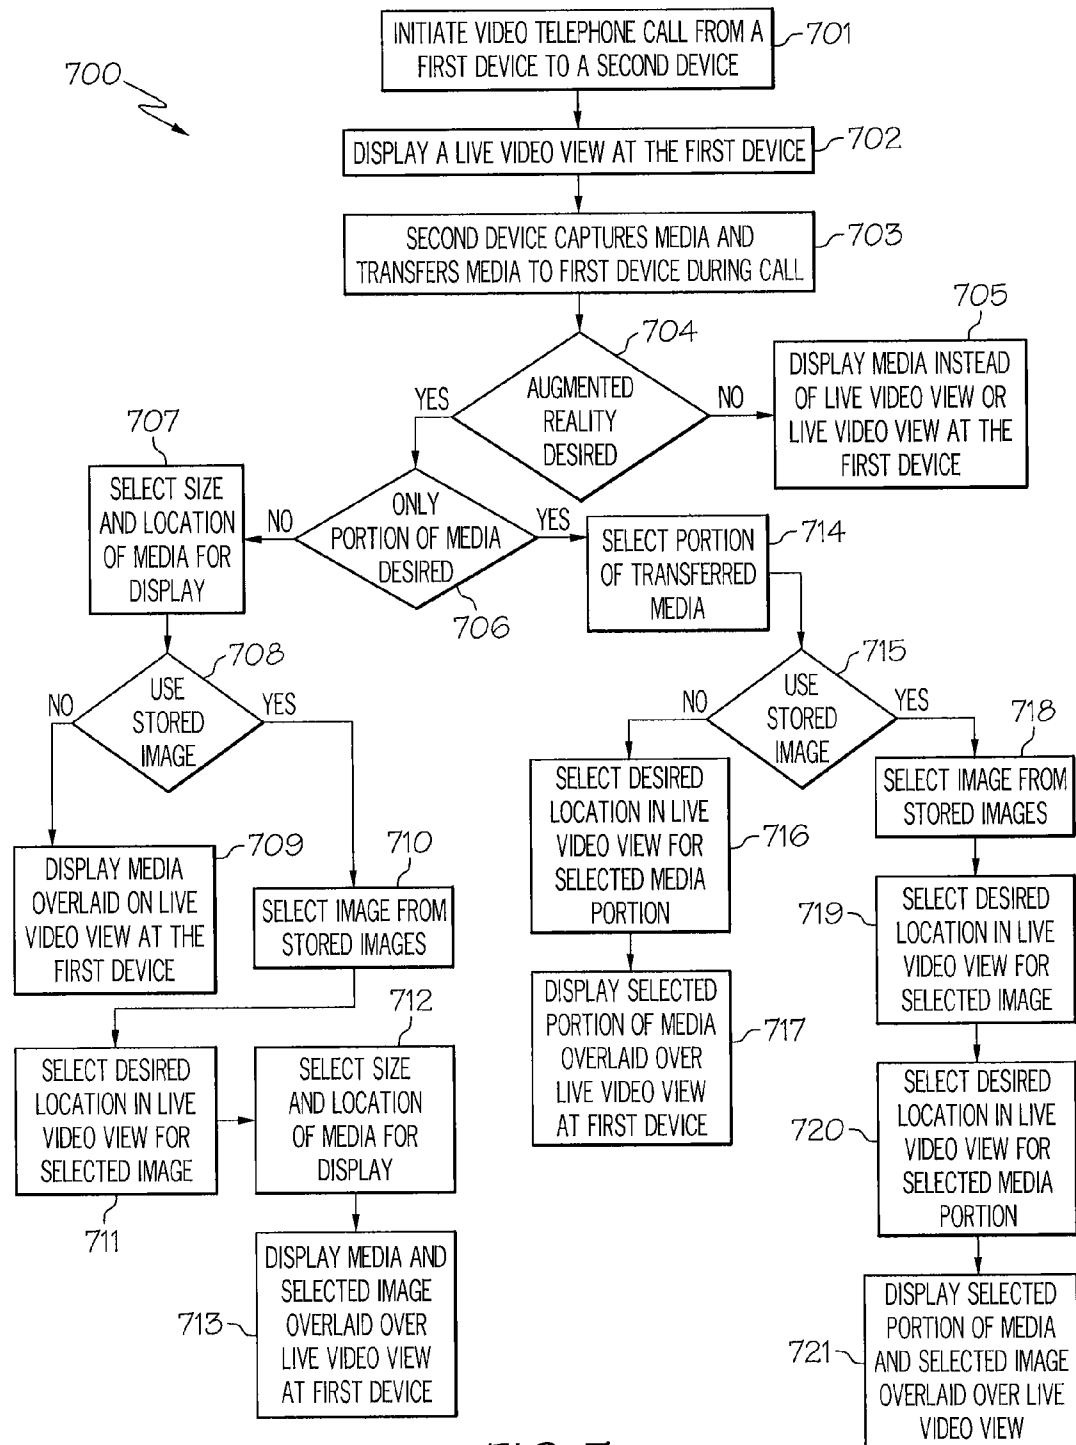 INITIATE VIDEO TELEPHONE CALL FROM A
FIRST DEVICE TO A SECOND DEVICE
701
700
DISPLAY A LIVE VIDEO VIEW AT THE FIRST DEVICE
702
SECOND DEVICE CAPTURES MEDIA AND
TRANSFERS MEDIA TO FIRST DEVICE DURING CALL
703
704
AUGMENTED
REALITY
DESIRED
YES
NO
705
DISPLAY MEDIA INSTEAD
OF LIVE VIDEO VIEW OR
LIVE VIDEO VIEW AT THE
FIRST DEVICE
ONLY
PORTION OF MEDIA
DESIRED
706
NO
YES
707
SELECT SIZE
AND LOCATION
OF MEDIA FOR
DISPLAY
SELECT PORTION
OF TRANSFERRED
MEDIA
714
708
USE
STORED
IMAGE
NO
YES
715
USE
STORED
IMAGE
NO
YES
709
DISPLAY MEDIA
OVERLAID ON LIVE
VIDEO VIEW AT THE
FIRST DEVICE
710
SELECT IMAGE FROM
STORED IMAGES
SELECT DESIRED
LOCATION IN LIVE
VIDEO VIEW FOR
SELECTED MEDIA
PORTION
716
718
SELECT IMAGE FROM
STORED IMAGES
719
SELECT DESIRED
LOCATION IN LIVE
VIDEO VIEW FOR
SELECTED IMAGE
SELECT DESIRED
LOCATION IN LIVE
VIDEO VIEW FOR
SELECTED IMAGE
711
712
SELECT SIZE
AND LOCATION
OF MEDIA FOR
DISPLAY
DISPLAY SELECTED
PORTION OF MEDIA
OVERLAID OVER
LIVE VIDEO VIEW
AT FIRST DEVICE
717
720
SELECT DESIRED
LOCATION IN LIVE
VIDEO VIEW FOR
SELECTED MEDIA
PORTION
713
DISPLAY MEDIA AND
SELECTED IMAGE
OVERLAID OVER
LIVE VIDEO VIEW
AT FIRST DEVICE
721
DISPLAY SELECTED
PORTION OF MEDIA
AND SELECTED IMAGE
OVERLAID OVER LIVE
VIDEO VIEW